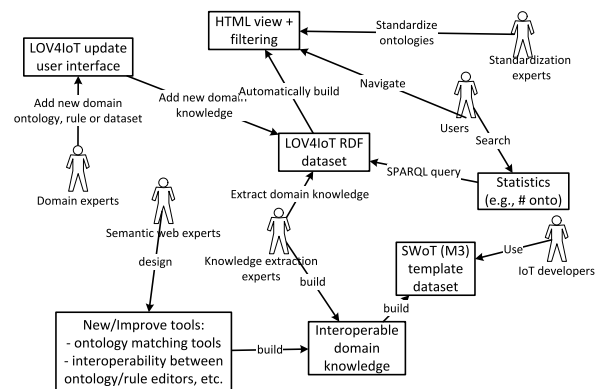 HTML view +
filtering
Standardize
ontologies
Standardization
experts
LOV4IoT update
user interface
Navigate
Users
Add new domain
ontology, rule or dataset
Add new domain
knowledge
Automatically build
Search
LOV4IoT RDF
dataset
SPARQL query
Statistics
(e.g., # onto)
Domain experts
Extract domain knowledge
Semantic web experts
Knowledge extraction
experts
SWoT (M3)
template
dataset
Use
IoT developers
design
build
build
New/Improve tools:
- ontology matching tools
- interoperability between
ontology/rule editors, etc.
build
Interoperable
domain
knowledge